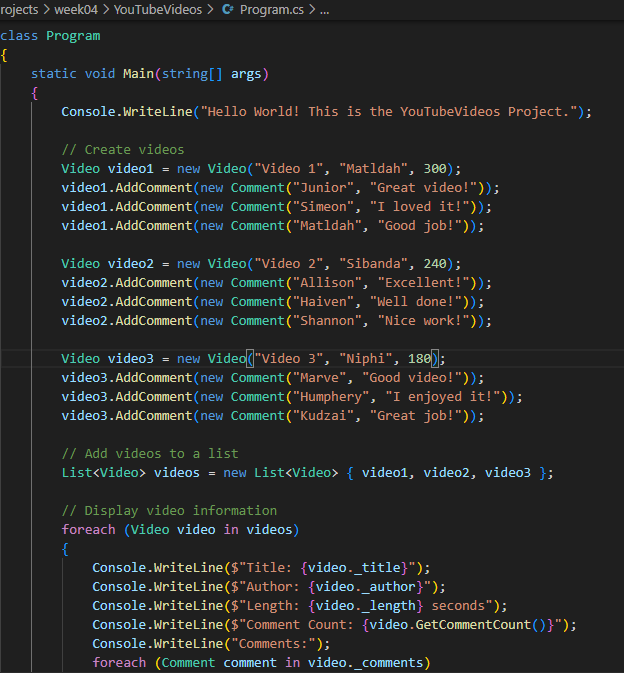 rojects > week04 > YouTubeVideos > C# Program.cs > ...
class Program
{
    static void Main(string[] args)
    {
        Console.WriteLine("Hello World! This is the YouTubeVideos Project.");

        // Create videos
        Video video1 = new Video("Video 1", "Matldah", 300);
        video1.AddComment(new Comment("Junior", "Great video!"));
        video1.AddComment(new Comment("Simeon", "I loved it!"));
        video1.AddComment(new Comment("Matldah", "Good job!"));

        Video video2 = new Video("Video 2", "Sibanda", 240);
        video2.AddComment(new Comment("Allison", "Excellent!"));
        video2.AddComment(new Comment("Haiven", "Well done!"));
        video2.AddComment(new Comment("Shannon", "Nice work!"));

        Video video3 = new Video("Video 3", "Niphi", 180);
        video3.AddComment(new Comment("Marve", "Good video!"));
        video3.AddComment(new Comment("Humphery", "I enjoyed it!"));
        video3.AddComment(new Comment("Kudzai", "Great job!"));

        // Add videos to a list
        List<Video> videos = new List<Video> { video1, video2, video3 };

        // Display video information
        foreach (Video video in videos)
        {
            Console.WriteLine($"Title: {video._title}");
            Console.WriteLine($"Author: {video._author}");
            Console.WriteLine($"Length: {video._length} seconds");
            Console.WriteLine($"Comment Count: {video.GetCommentCount()}");
            Console.WriteLine("Comments:");
            foreach (Comment comment in video._comments)